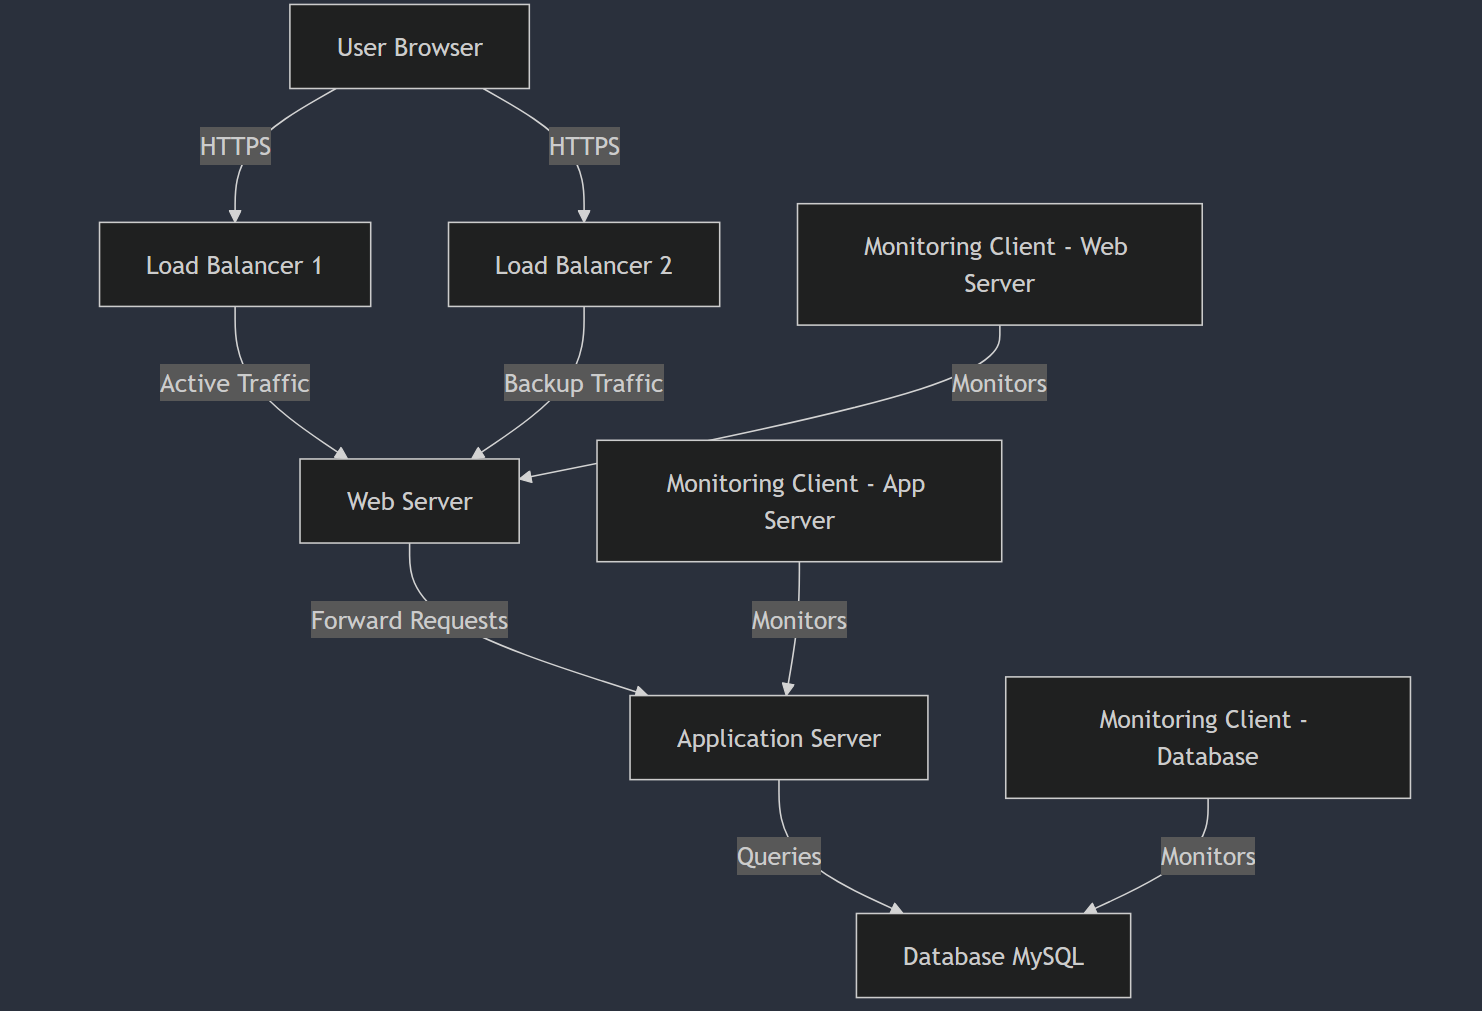 User Browser
HTTPS
HTTPS
Load Balancer 1
Load Balancer 2
Monitoring Client - Web
Server
Active Traffic
Backup Traffic
Monitors
Web Server
Monitoring Client - App
Server
Forward Requests
Monitors
Application Server
Monitoring Client -
Database
Queries
Monitors
Database MySQL